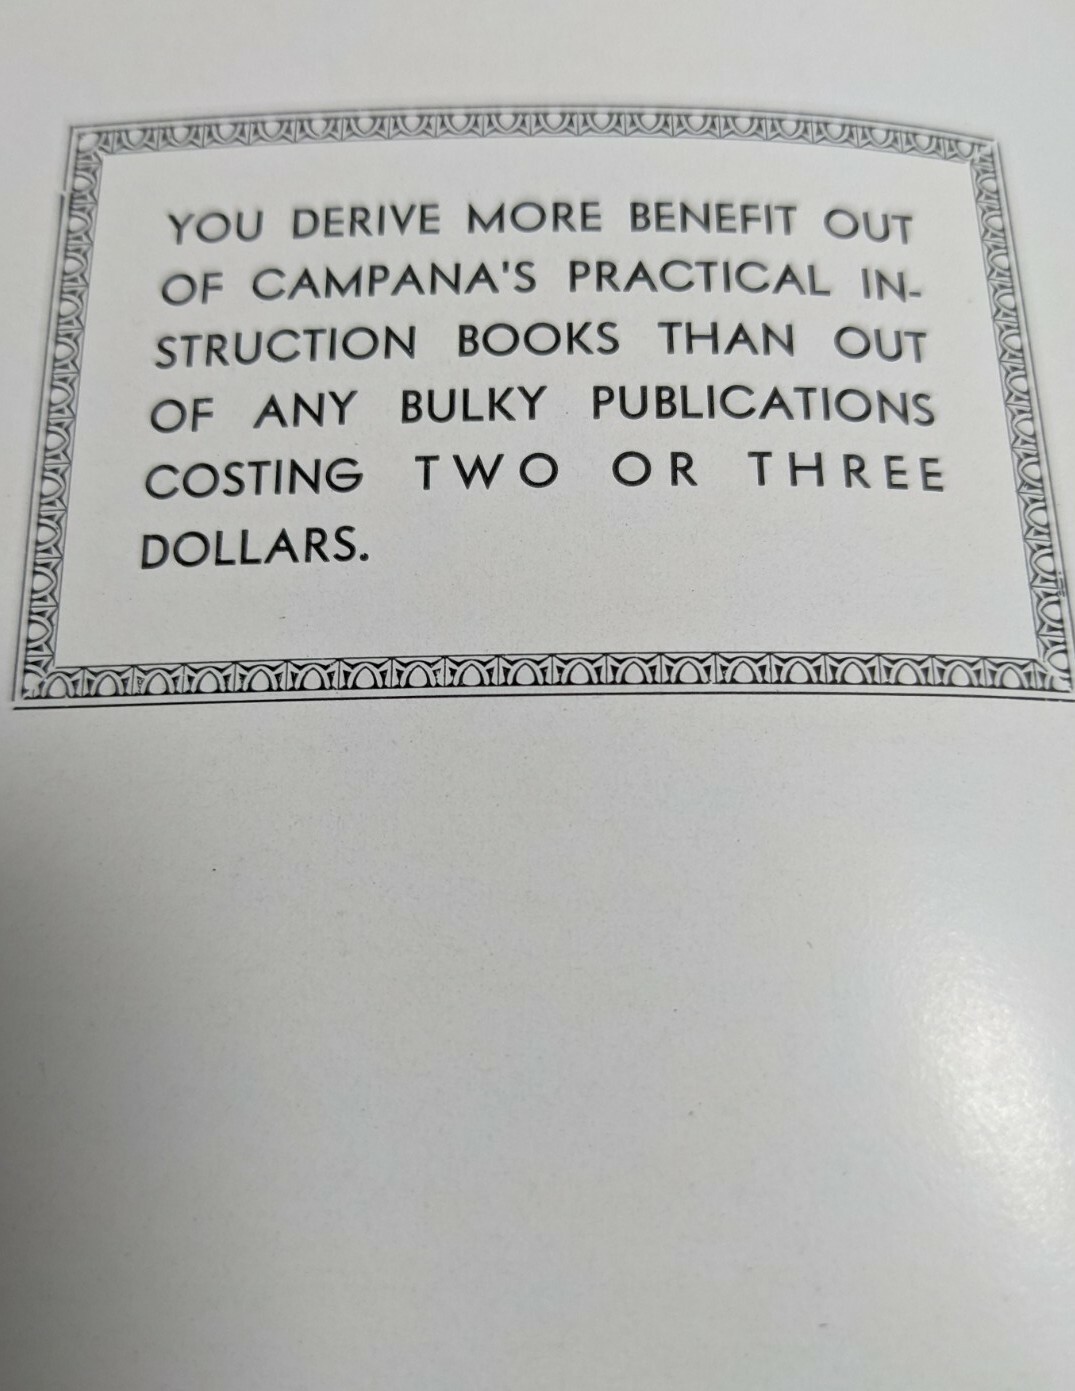 YOU DERIVE MORE BENEFIT OUT
OF CAMPANA'S PRACTICAL IN-
STRUCTION BOOKS THAN OUT
OF ANY BULKY PUBLICATIONS
COSTING TWO OR THREE
DOLLARS.